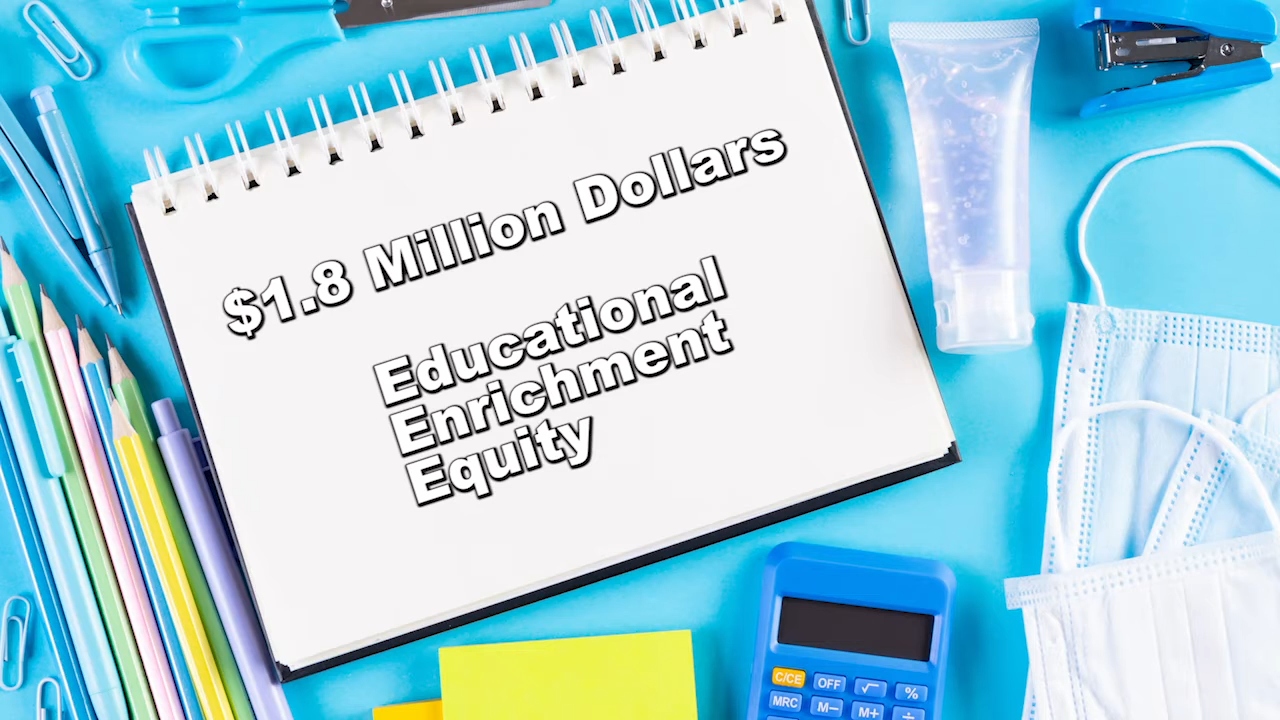 $1.8 Million Dollars
Educational
Enrichment
Equity
C/CE OFF √ %
MRC M− M+ ÷